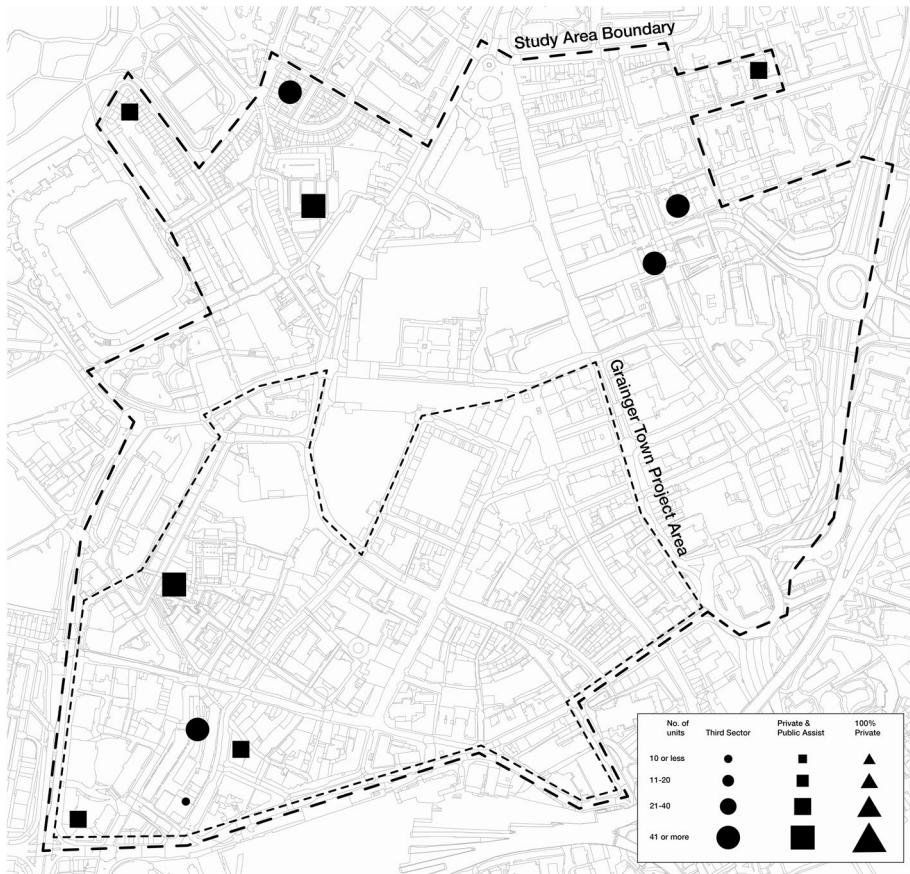 Study Area Boundary
Grainger Town Project Area
No. of
units
Third Sector
Private &
Public Assist
100%
Private
10 or less
11-20
21-40
41 or more